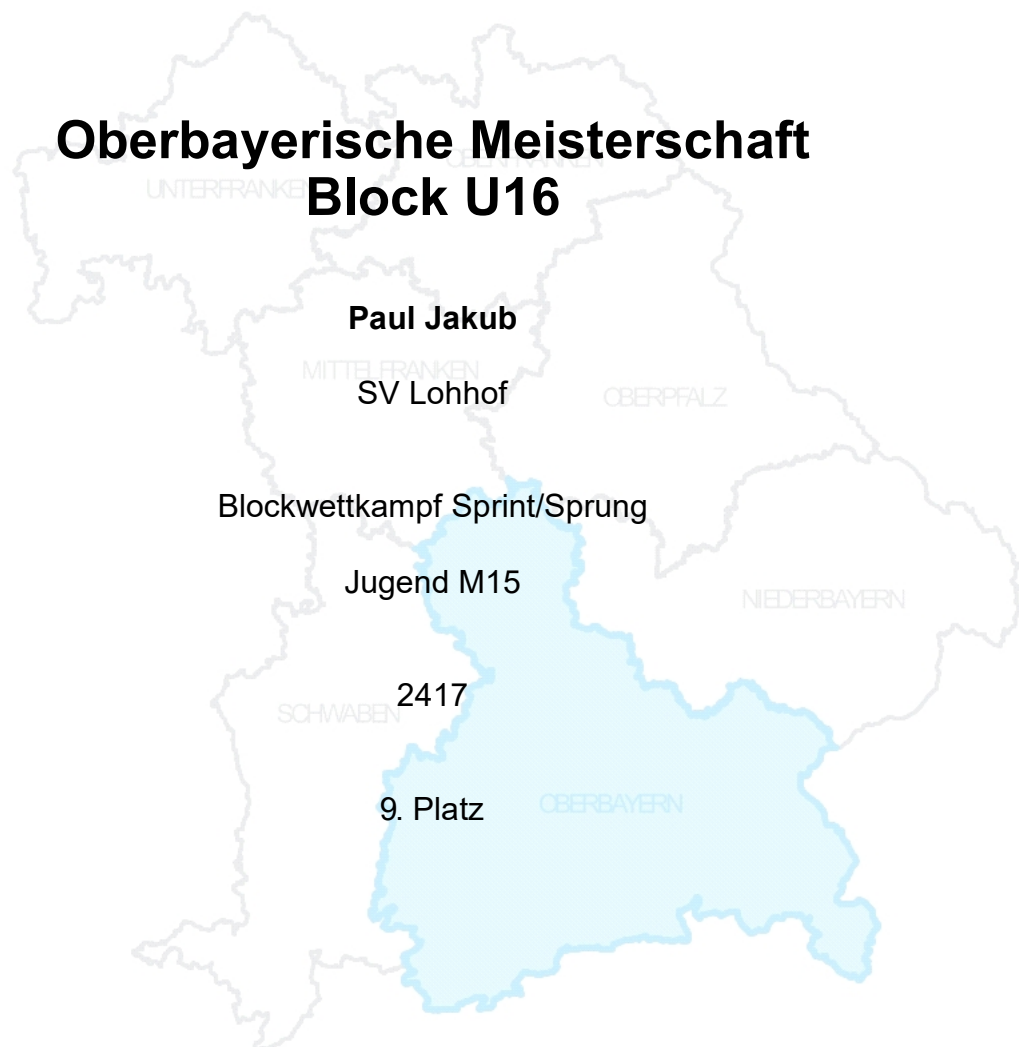 Oberbayerische Meisterschaft
OBERFRANKEN
UNTERFRANKEN
Block U16
Paul Jakub
MITTELFRANKEN
SV Lohhof
OBERPFALZ
Blockwettkampf Sprint/Sprung
Jugend M15
NIEDERBAYERN
2417
SCHWABEN
9. Platz
OBERBAYERN